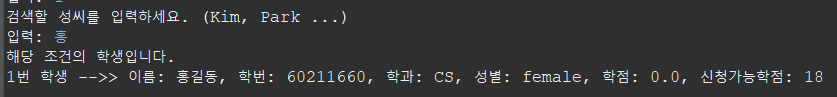 검색할 성씨를 입력하세요. (Kim, Park ...)
입력: 홍
해당 조건의 학생입니다.
1번 학생 -->> 이름: 홍길동, 학번: 60211660, 학과: CS, 성별: female, 학점: 0.0, 신청가능학점: 18